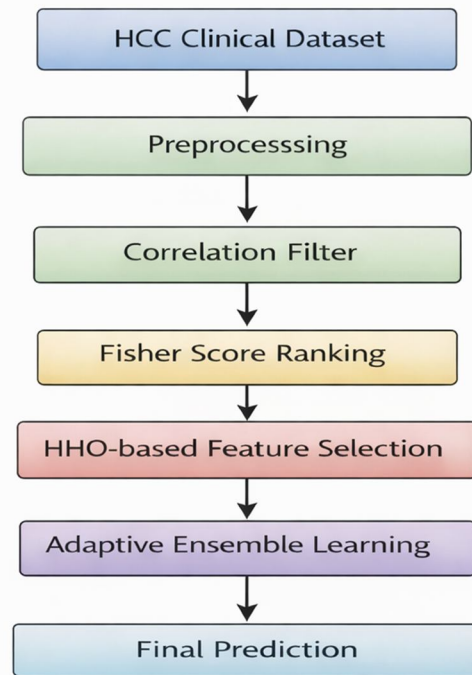 HCC Clinical Dataset
Preprocesssing
Correlation Filter
Fisher Score Ranking
HHO-based Feature Selection
Adaptive Ensemble Learning
Final Prediction